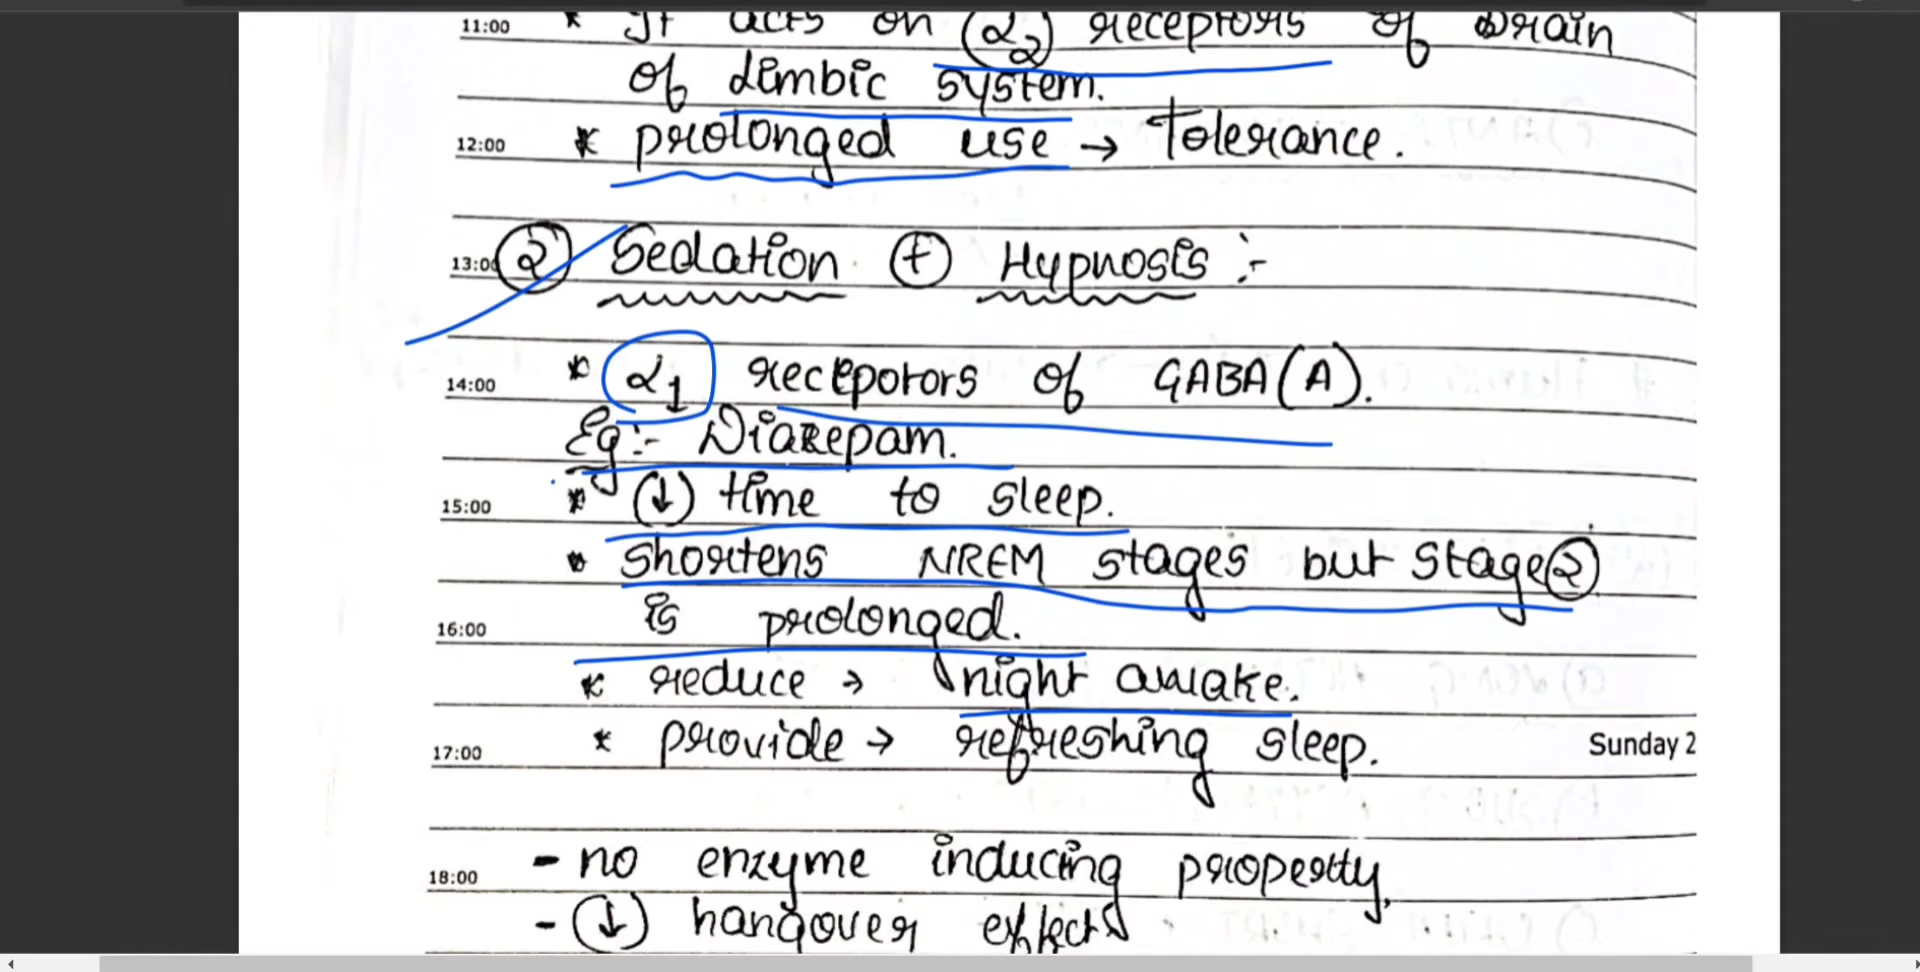 11:00 * It acts on α2 receptors of brain
of Limbic system.
12:00 * prolonged use → Tolerance.
13:00 ② Sedation + Hypnosis :-
14:00 * α1 recepotors of GABA(A).
Eg:- Diazepam.
15:00 * (↓) time to sleep.
* Shortens NREM stages but stage ②
16:00 is prolonged.
* reduce → night awake.
17:00 * provide → refreshing sleep. Sunday 2
18:00 - no enzyme inducing property,
- (↓) hangover effects